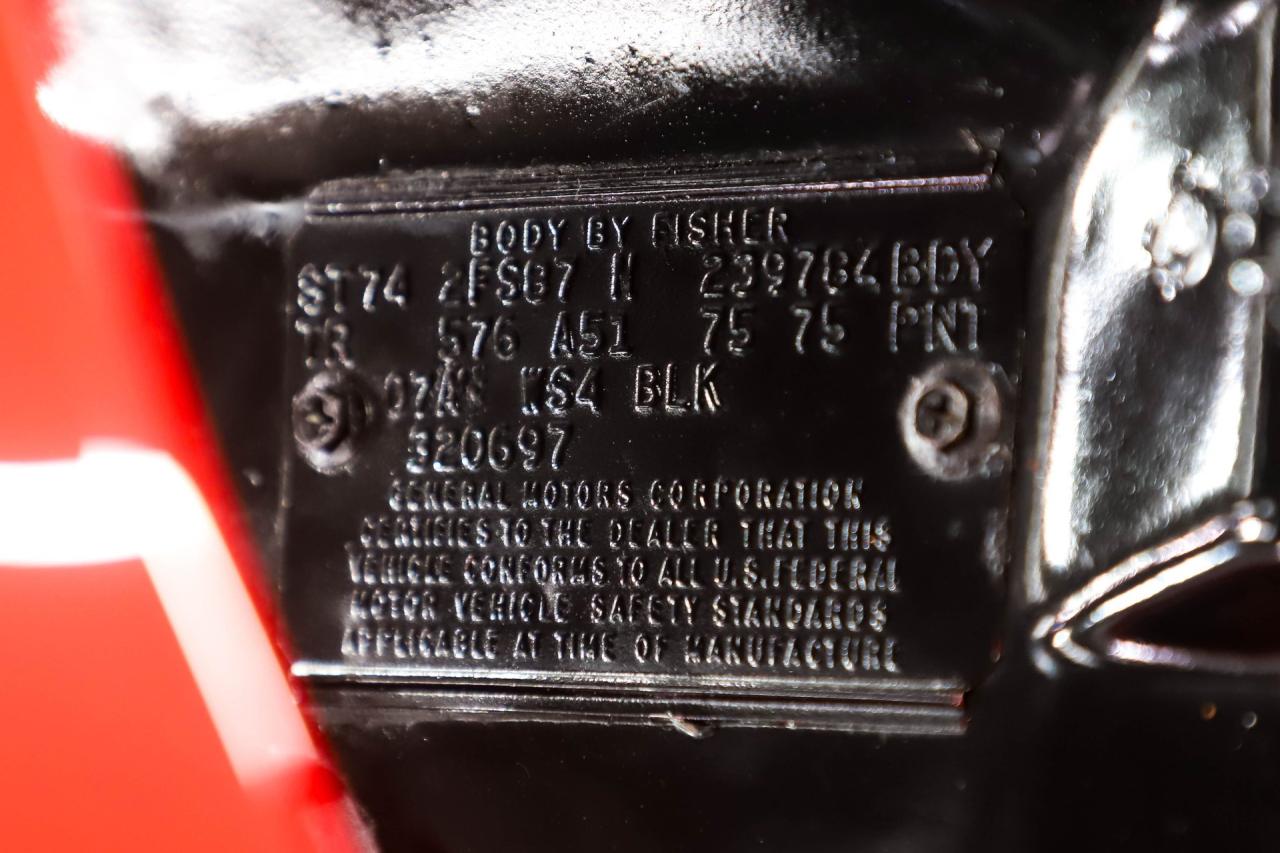 BODY BY FISHER
ST74 2FS87 N 239784 BDY
TR 576 A51 75 75 PNT
07A WS4 BLK
320697
GENERAL MOTORS CORPORATION
CERTIFIES TO THE DEALER THAT THIS
VEHICLE CONFORMS TO ALL U.S. FEDERAL
MOTOR VEHICLE SAFETY STANDARDS
APPLICABLE AT TIME OF MANUFACTURE